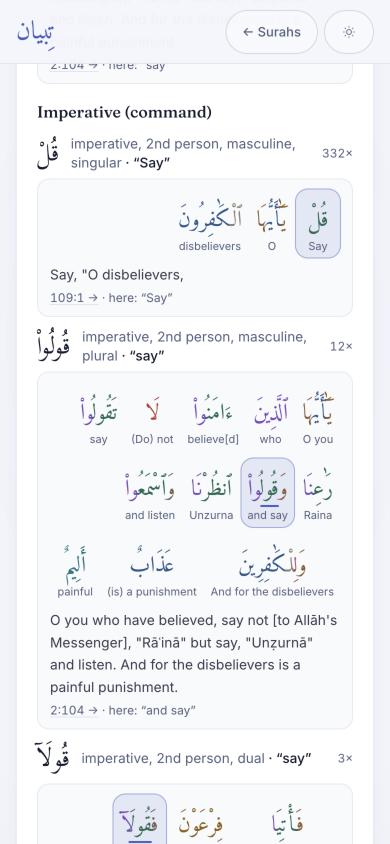 تِبيان
← Surahs
2:104 → · here: “say”
Imperative (command)
قُلْ imperative, 2nd person, masculine, singular · “Say” 332×
قُلْ يَٰٓأَيُّهَا ٱلْكَٰفِرُونَ
Say O disbelievers
Say, "O disbelievers,
109:1 → · here: “Say”
قُولُوا۟ imperative, 2nd person, masculine, plural · “say” 12×
يَٰٓأَيُّهَا ٱلَّذِينَ ءَامَنُوا۟ لَا تَقُولُوا۟
O you who believe[d] (Do) not say
رَٰعِنَا وَقُولُوا۟ ٱنظُرْنَا وَٱسْمَعُوا۟
Raina and say Unzurna and listen
وَلِلْكَٰفِرِينَ عَذَابٌ أَلِيمٌ
And for the disbelievers (is) a punishment painful
O you who have believed, say not [to Allāh's
Messenger], "Rāʿinā" but say, "Unẓurnā"
and listen. And for the disbelievers is a
painful punishment.
2:104 → · here: “and say”
قُولَآ imperative, 2nd person, dual · “say” 3×
فَأْتِيَا فِرْعَوْنَ فَقُولَآ